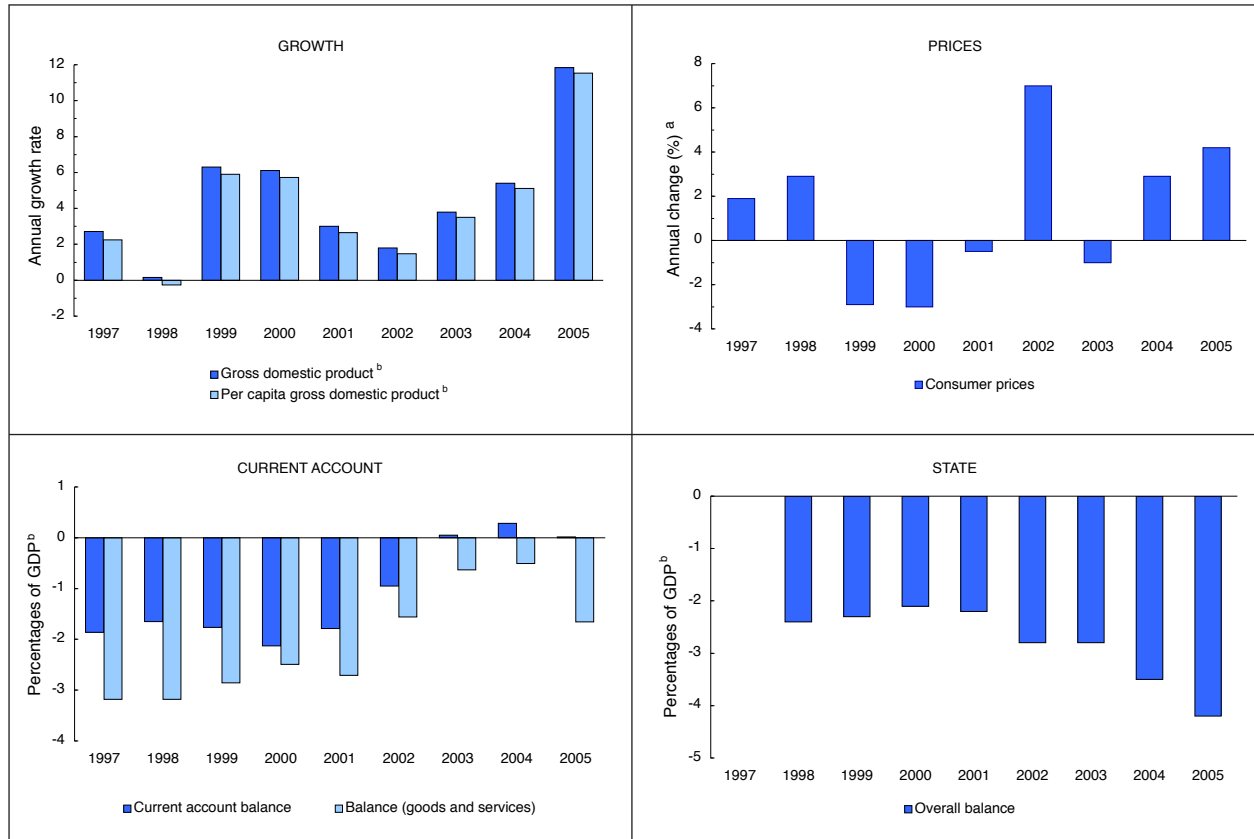 GROWTH
Annual growth rate
12
10
8
6
4
2
0
-2
1997 1998 1999 2000 2001 2002 2003 2004 2005
Gross domestic product b
Per capita gross domestic product b
PRICES
Annual change (%) a
8
6
4
2
0
-2
-4
1997 1998 1999 2000 2001 2002 2003 2004 2005
Consumer prices
CURRENT ACCOUNT
Percentages of GDP b
1
0
-1
-2
-3
-4
1997 1998 1999 2000 2001 2002 2003 2004 2005
Current account balance Balance (goods and services)
STATE
Percentages of GDP b
0
-1
-2
-3
-4
-5
1997 1998 1999 2000 2001 2002 2003 2004 2005
Overall balance